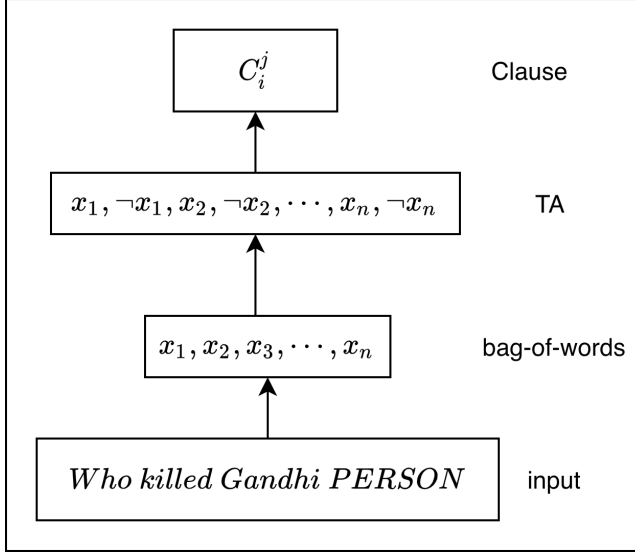 C_i^j Clause
x_1, ¬x_1, x_2, ¬x_2, ⋯, x_n, ¬x_n TA
x_1, x_2, x_3, ⋯, x_n bag-of-words
Who killed Gandhi PERSON input